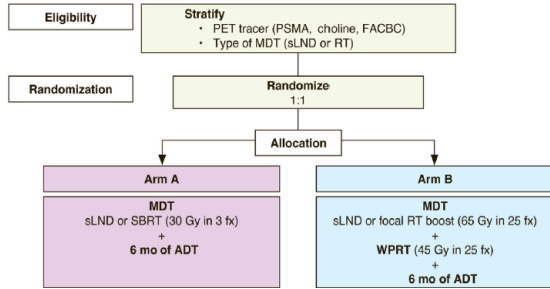 Eligibility
Stratify
• PET tracer (PSMA, choline, FACBC)
• Type of MDT (sLND or RT)
Randomization
Randomize
1:1
Allocation
Arm A
MDT
sLND or SBRT (30 Gy in 3 fx)
+
6 mo of ADT
Arm B
MDT
sLND or focal RT boost (65 Gy in 25 fx)
+
WPRT (45 Gy in 25 fx)
+
6 mo of ADT